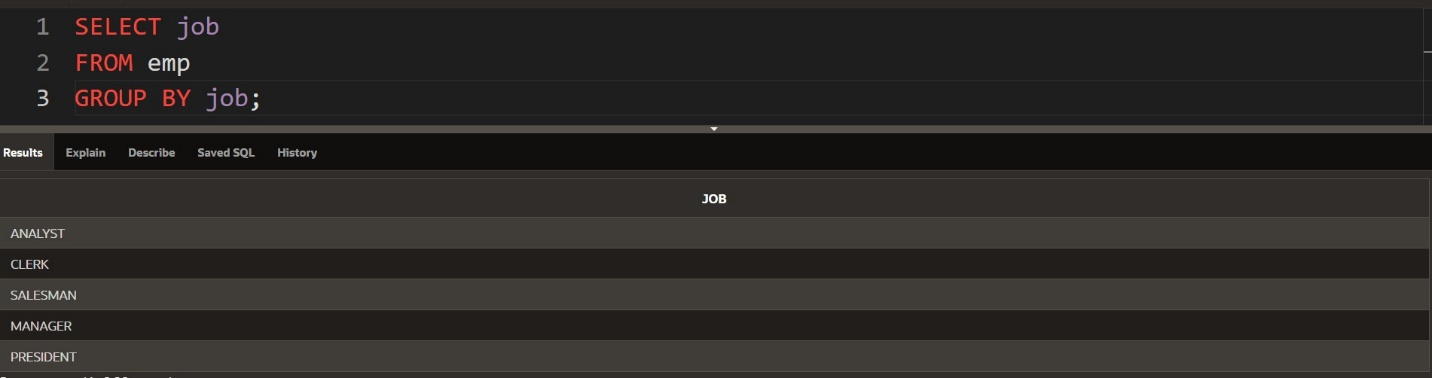 1 SELECT job
2 FROM emp
3 GROUP BY job;
Results Explain Describe Saved SQL History
JOB
ANALYST
CLERK
SALESMAN
MANAGER
PRESIDENT